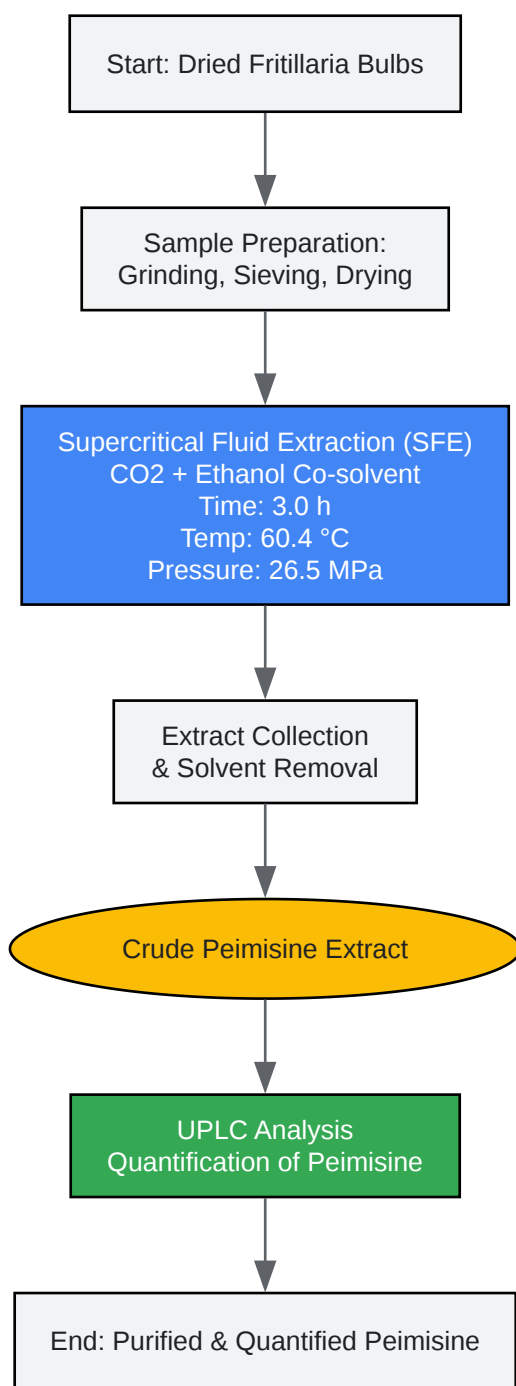 Start: Dried Fritillaria Bulbs
Sample Preparation:
Grinding, Sieving, Drying
Supercritical Fluid Extraction (SFE)
CO2 + Ethanol Co-solvent
Time: 3.0 h
Temp: 60.4 °C
Pressure: 26.5 MPa
Extract Collection
& Solvent Removal
Crude Peimisine Extract
UPLC Analysis
Quantification of Peimisine
End: Purified & Quantified Peimisine